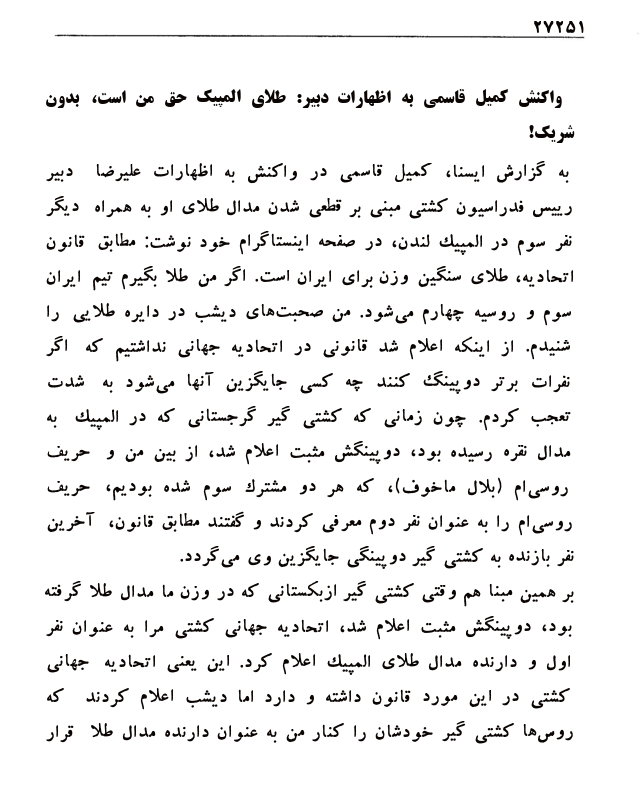 ۲۷۲۵۱
واکنش کمیل قاسمی به اظهارات دبیر: طلای المپیک حق من است، بدون
شریک!
به گزارش ایسنا، کمیل قاسمی در واکنش به اظهارات علیرضا دبیر
رییس فدراسیون کشتی مبنی بر قطعی شدن مدال طلای او به همراه دیگر
نفر سوم در المپیک لندن، در صفحه اینستاگرام خود نوشت: مطابق قانون
اتحادیه، طلای سنگین وزن برای ایران است. اگر من طلا بگیرم تیم ایران
سوم و روسیه چهارم می‌شود. من صحبت‌های دیشب در دایره طلایی را
شنیدم. از اینکه اعلام شد قانونی در اتحادیه جهانی نداشتیم که اگر
نفرات برتر دوپینگ کنند چه کسی جایگزین آنها می‌شود به شدت
تعجب کردم. چون زمانی که کشتی گیر گرجستانی که در المپیک به
مدال نقره رسیده بود، دوپینگش مثبت اعلام شد، از بین من و حریف
روسی‌ام (بلال ماخوف)، که هر دو مشترک سوم شده بودیم، حریف
روسی‌ام را به عنوان نفر دوم معرفی کردند و گفتند مطابق قانون، آخرین
نفر بازنده به کشتی گیر دوپینگی جایگزین وی می‌گردد.
بر همین مبنا هم وقتی کشتی گیر ازبکستانی که در وزن ما مدال طلا گرفته
بود، دوپینگش مثبت اعلام شد، اتحادیه جهانی کشتی مرا به عنوان نفر
اول و دارنده مدال طلای المپیک اعلام کرد. این یعنی اتحادیه جهانی
کشتی در این مورد قانون داشته و دارد اما دیشب اعلام کردند که
روس‌ها کشتی گیر خودشان را کنار من به عنوان دارنده مدال طلا قرار